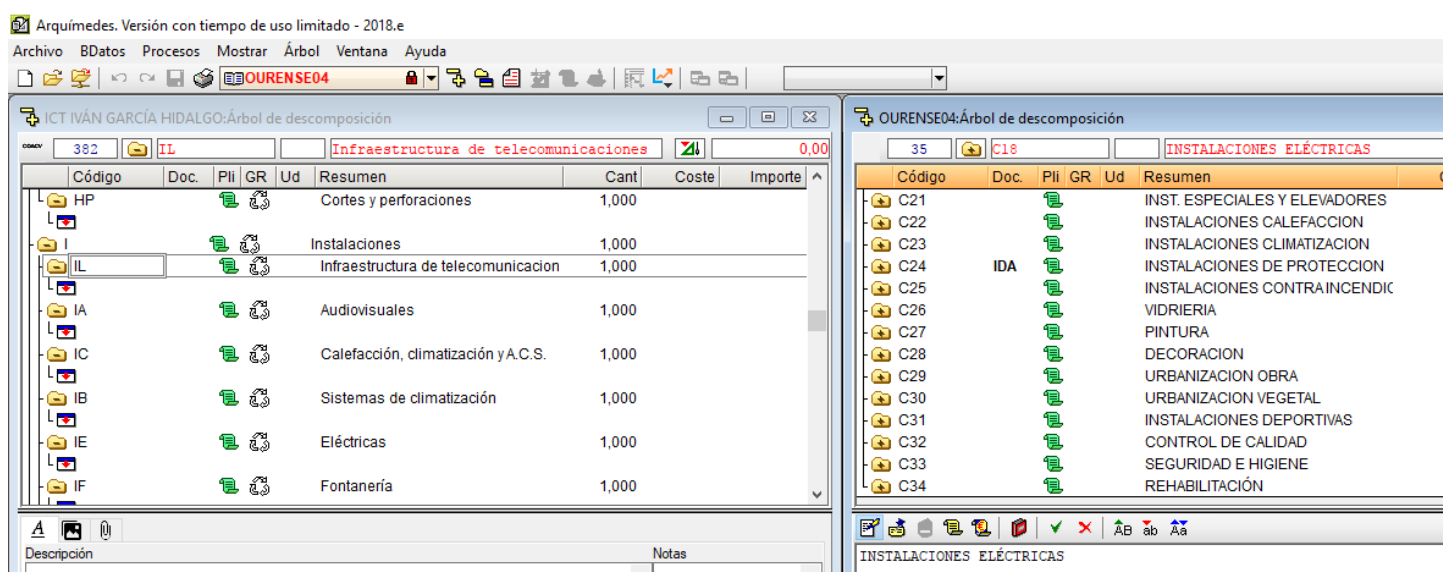 Arquímedes. Versión con tiempo de uso limitado - 2018.e
Archivo BDatos Procesos Mostrar Árbol Ventana Ayuda
OURENSE04
ICT IVÁN GARCÍA HIDALGO:Árbol de descomposición
382 IL Infraestructura de telecomunicaciones 0,00
Código Doc. Pli GR Ud Resumen Cant Coste Importe
HP Cortes y perforaciones 1,000
I Instalaciones 1,000
IL Infraestructura de telecomunicacion 1,000
IA Audiovisuales 1,000
IC Calefacción, climatización y A.C.S. 1,000
IB Sistemas de climatización 1,000
IE Eléctricas 1,000
IF Fontanería 1,000
A
Descripción Notas
OURENSE04:Árbol de descomposición
35 C18 INSTALACIONES ELÉCTRICAS
Código Doc. Pli GR Ud Resumen
C21 INST. ESPECIALES Y ELEVADORES
C22 INSTALACIONES CALEFACCION
C23 INSTALACIONES CLIMATIZACION
C24 IDA INSTALACIONES DE PROTECCION
C25 INSTALACIONES CONTRAINCENDIC
C26 VIDRIERIA
C27 PINTURA
C28 DECORACION
C29 URBANIZACION OBRA
C30 URBANIZACION VEGETAL
C31 INSTALACIONES DEPORTIVAS
C32 CONTROL DE CALIDAD
C33 SEGURIDAD E HIGIENE
C34 REHABILITACIÓN
INSTALACIONES ELÉCTRICAS